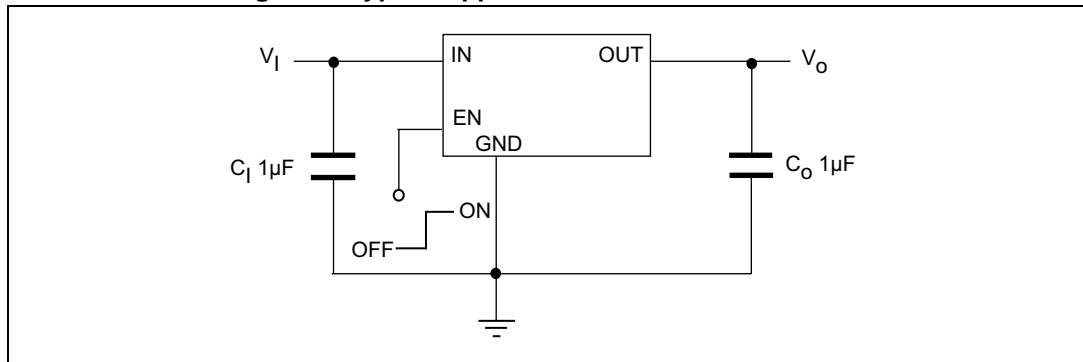 V_I
IN
OUT
V_o
EN
GND
C_I 1µF
C_o 1µF
ON
OFF